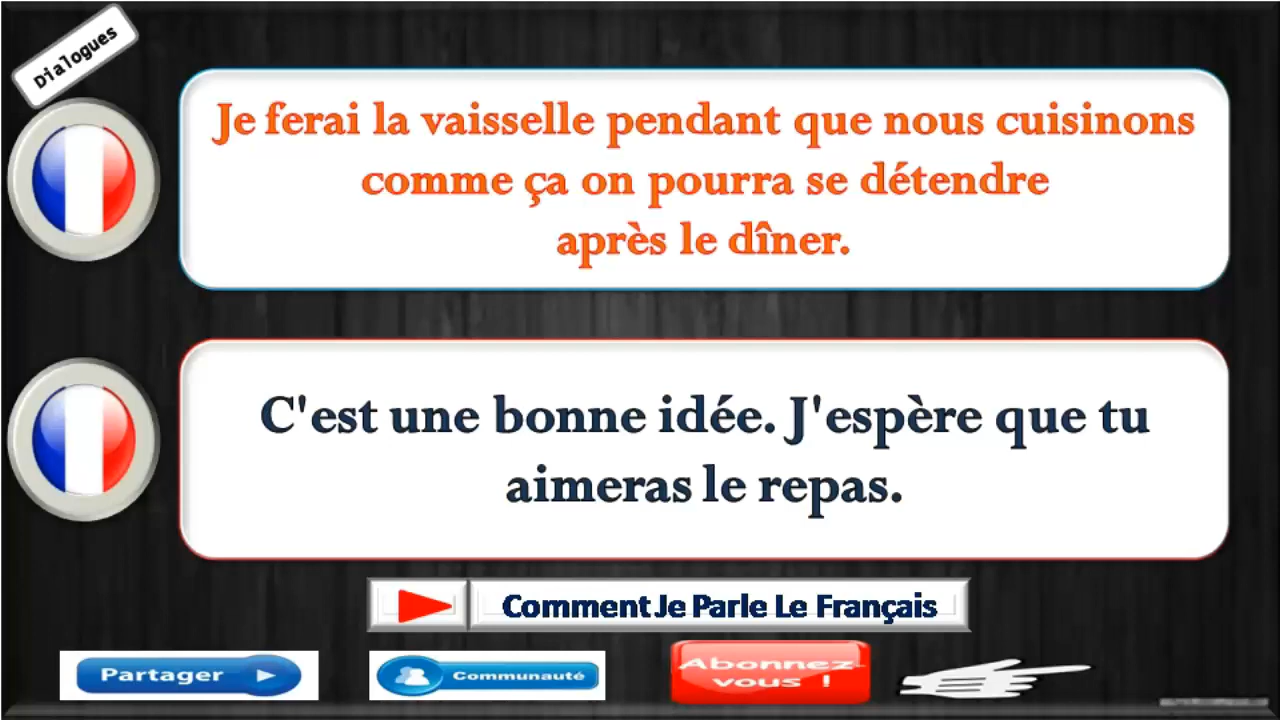 Dialogues
Je ferai la vaisselle pendant que nous cuisinons
comme ça on pourra se détendre
après le dîner.
C'est une bonne idée. J'espère que tu
aimeras le repas.
Comment Je Parle Le Français
Partager
Communauté
Abonnez-
vous !